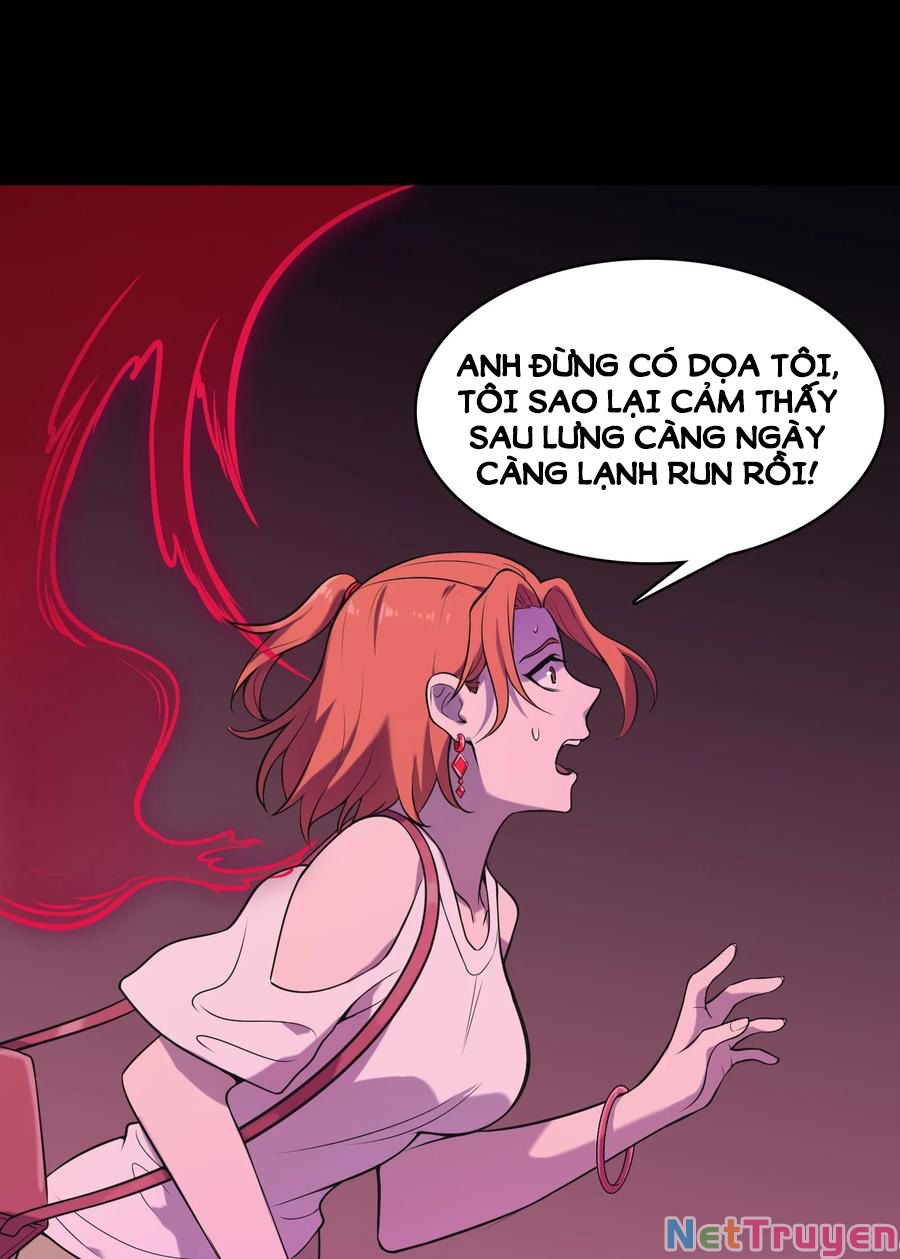 ANH ĐỪNG CÓ DỌA TÔI,
TÔI SAO LẠI CẢM THẤY
SAU LƯNG CÀNG NGÀY
CÀNG LẠNH RUN RỒI!
NetTruyen